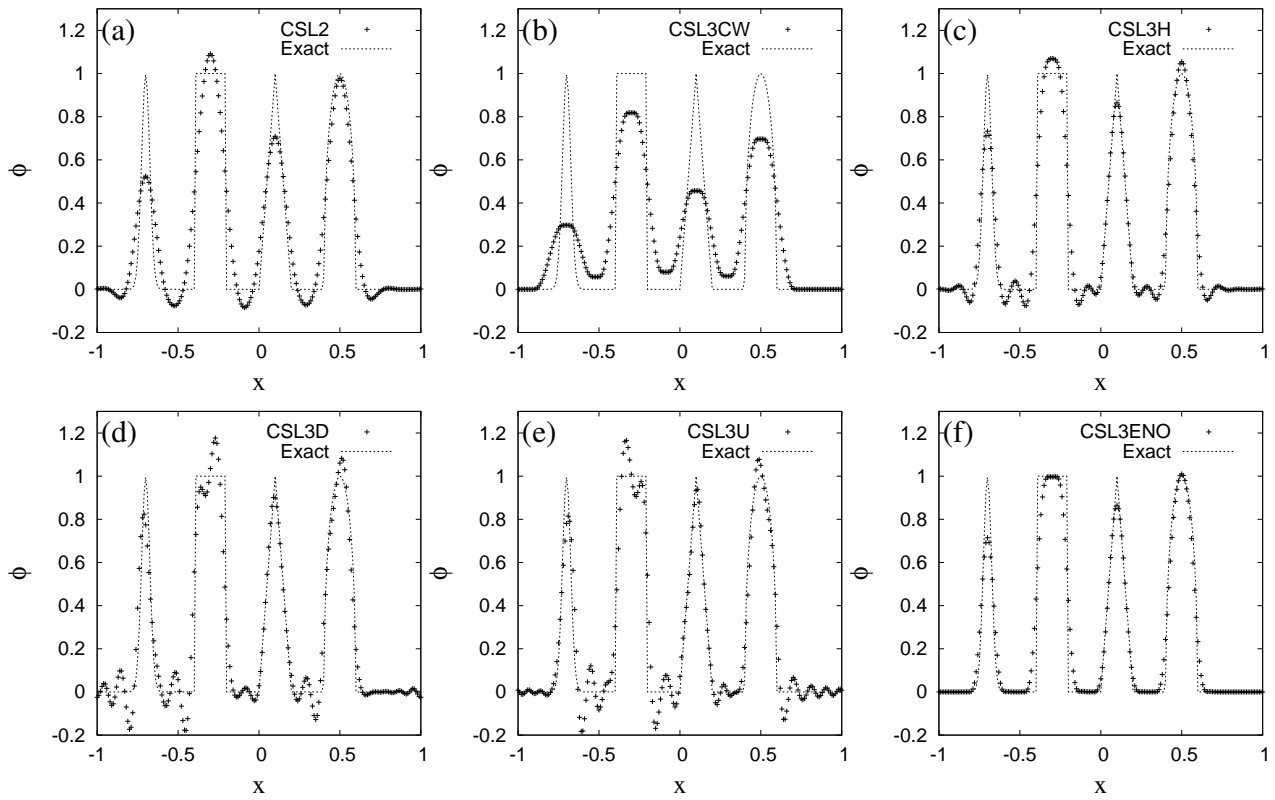 (a)
CSL2
Exact
1.2
1
0.8
0.6
0.4
0.2
0
-0.2
ϕ
-1
-0.5
0
0.5
1
x
(b)
CSL3CW
Exact
1.2
1
0.8
0.6
0.4
0.2
0
-0.2
ϕ
-1
-0.5
0
0.5
1
x
(c)
CSL3H
Exact
1.2
1
0.8
0.6
0.4
0.2
0
-0.2
ϕ
-1
-0.5
0
0.5
1
x
(d)
CSL3D
Exact
1.2
1
0.8
0.6
0.4
0.2
0
-0.2
ϕ
-1
-0.5
0
0.5
1
x
(e)
CSL3U
Exact
1.2
1
0.8
0.6
0.4
0.2
0
-0.2
ϕ
-1
-0.5
0
0.5
1
x
(f)
CSL3ENO
Exact
1.2
1
0.8
0.6
0.4
0.2
0
-0.2
ϕ
-1
-0.5
0
0.5
1
x